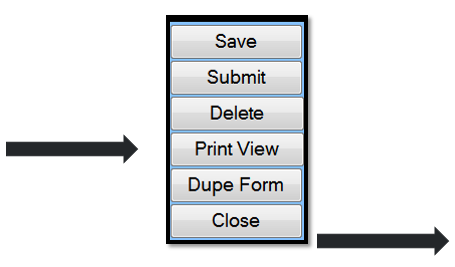 Save
Submit
Delete
Print View
Dupe Form
Close